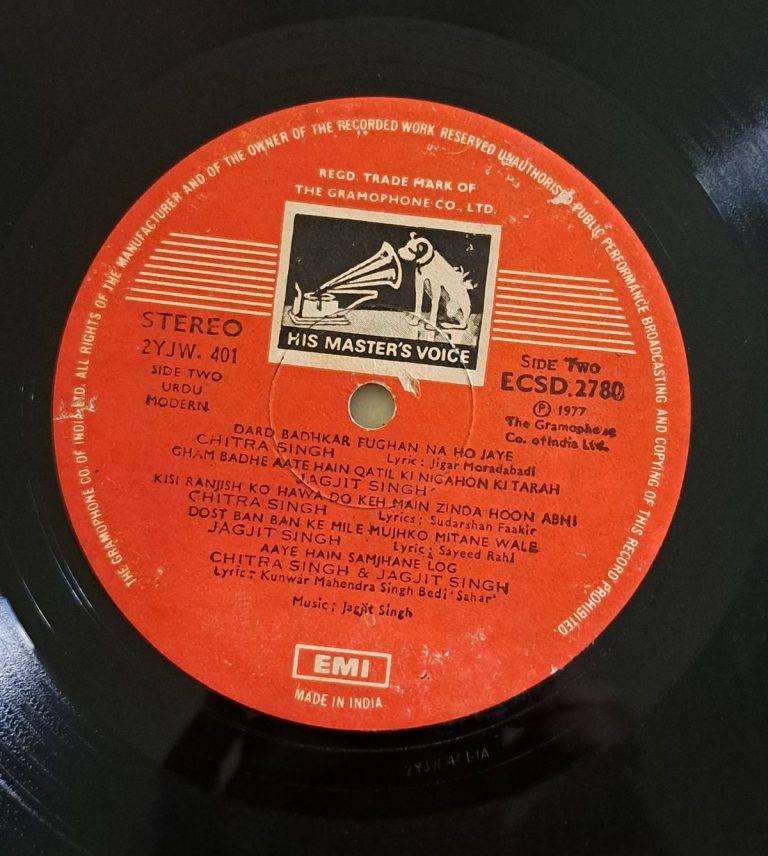 THE GRAMOPHONE CO OF INDIA LTD. ALL RIGHTS OF THE MANUFACTURER AND OF THE OWNER OF THE RECORDED WORK RESERVED UNAUTHORISED PUBLIC PERFORMANCE BROADCASTING AND COPYING OF THIS RECORD PROHIBITED.
REGD. TRADE MARK OF
THE GRAMOPHONE CO., LTD.
HIS MASTER'S VOICE
STEREO
2YJW. 401
SIDE TWO
URDU
MODERN
SIDE TWO
ECSD.2780
Ⓟ 1977
The Gramophone
Co. of India Ltd.
DARD BADHKAR FUGHAN NA HO JAYE
CHITRA SINGH Lyric : Jigar Moradabadi
GHAM BADHE AATE HAIN QATIL KI NIGAHON KI TARAH
JAGJIT SINGH
KISI RANJISH KO HAWA DO KEH MAIN ZINDA HOON ABHI
CHITRA SINGH Lyrics : Sudarshah Faakir
DOST BAN BAN KE MILE MUJHKO MITANE WALE
JAGJIT SINGH Lyric : Sayeed Rahi
AAYE HAIN SAMJHANE LOG
CHITRA SINGH & JAGJIT SINGH
Lyric : Kunwar Mahendra Singh Bedi 'Sahar'
Music : Jagjit Singh
EMI
MADE IN INDIA